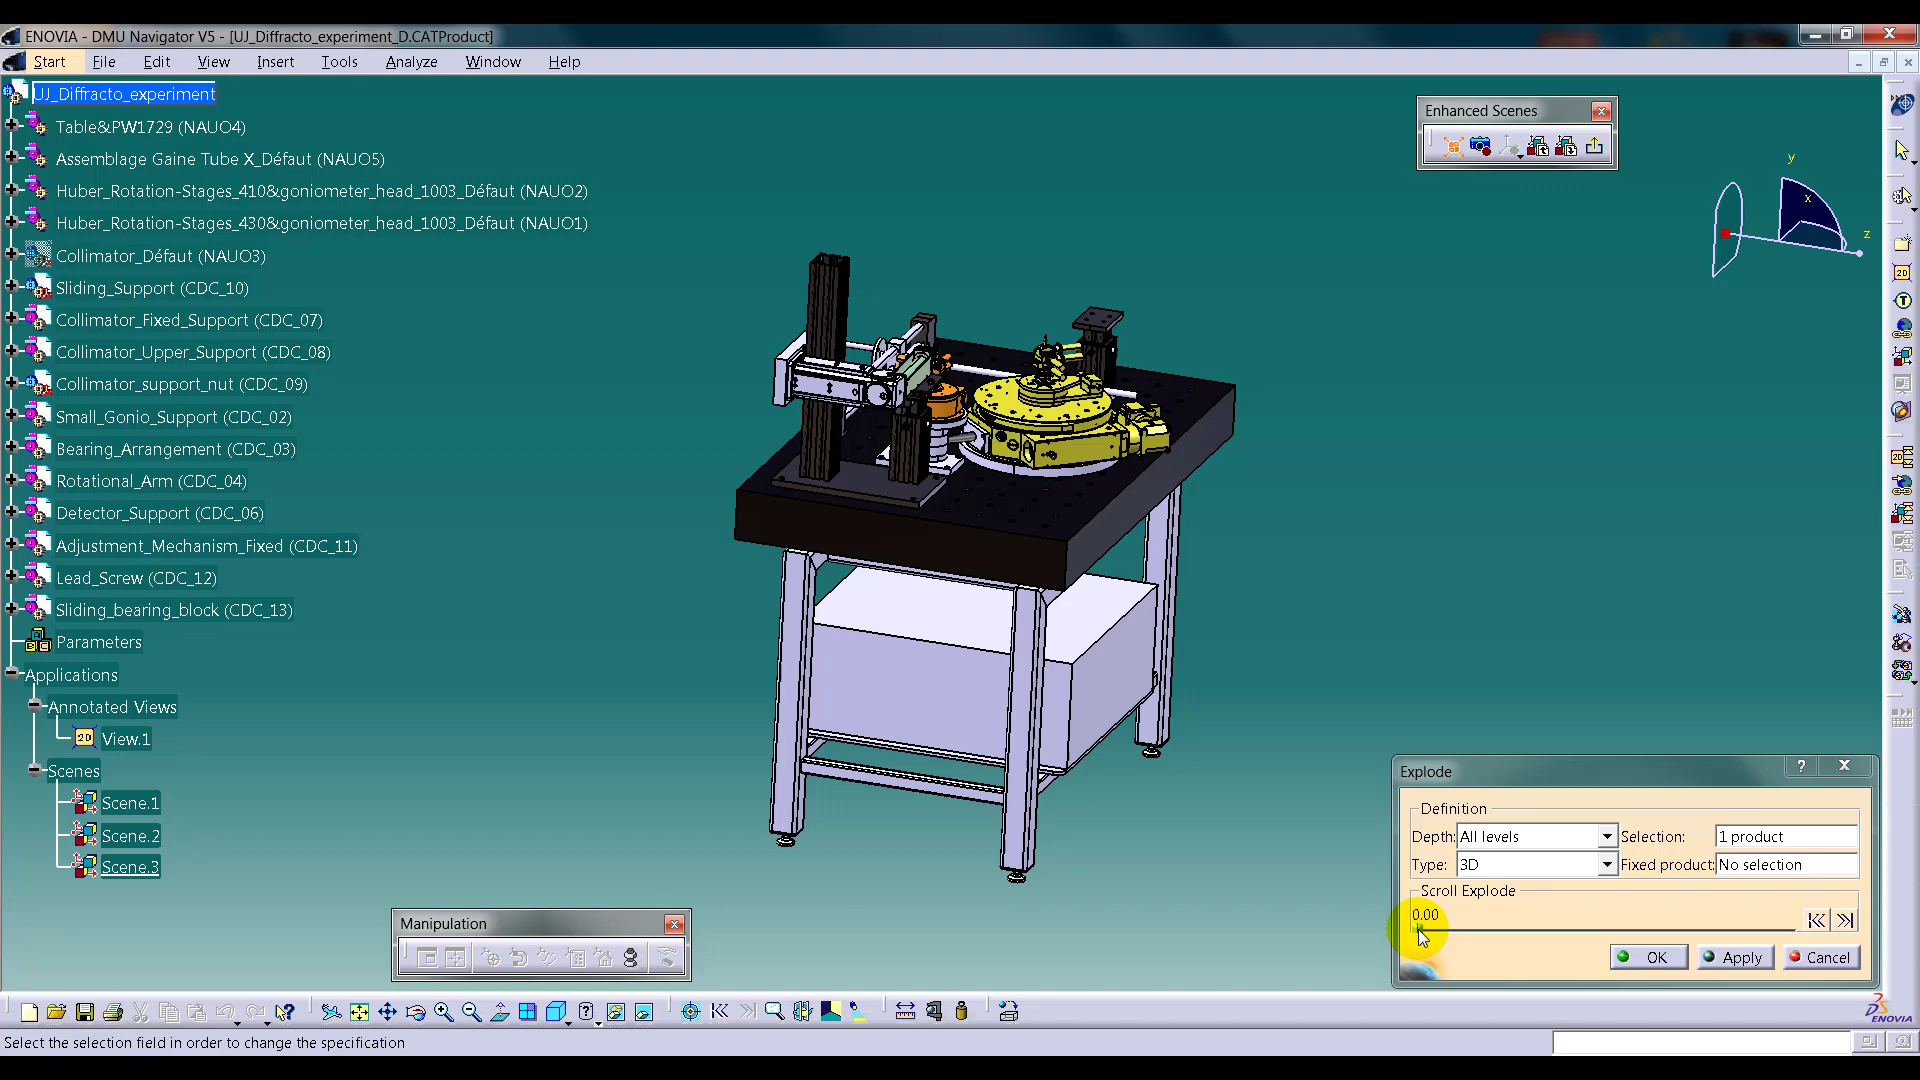 ENOVIA - DMU Navigator V5 - [UJ_Diffracto_experiment_D.CATProduct]
Start File Edit View Insert Tools Analyze Window Help
UJ_Diffracto_experiment
Table&PW1729 (NAUO4)
Assemblage Gaine Tube X_Défaut (NAUO5)
Huber_Rotation-Stages_410&goniometer_head_1003_Défaut (NAUO2)
Huber_Rotation-Stages_430&goniometer_head_1003_Défaut (NAUO1)
Collimator_Défaut (NAUO3)
Sliding_Support (CDC_10)
Collimator_Fixed_Support (CDC_07)
Collimator_Upper_Support (CDC_08)
Collimator_support_nut (CDC_09)
Small_Gonio_Support (CDC_02)
Bearing_Arrangement (CDC_03)
Rotational_Arm (CDC_04)
Detector_Support (CDC_06)
Adjustment_Mechanism_Fixed (CDC_11)
Lead_Screw (CDC_12)
Sliding_bearing_block (CDC_13)
Parameters
Applications
Annotated Views
2D View.1
Scenes
Scene.1
Scene.2
Scene.3
Enhanced Scenes
y
x
z
Manipulation
Explode
Definition
Depth: All levels Selection: 1 product
Type: 3D Fixed product: No selection
Scroll Explode
0.00
OK Apply Cancel
ENOVIA
Select the selection field in order to change the specification